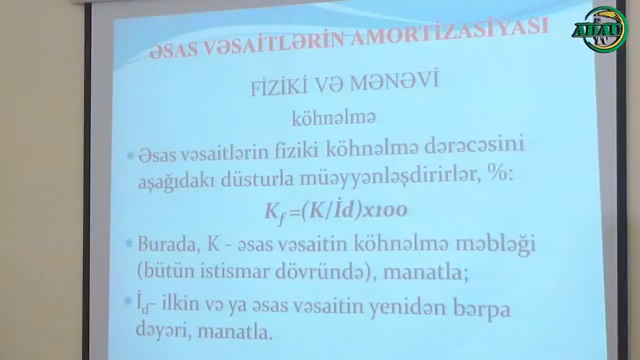 ADAU
ƏSAS VƏSAİTLƏRİN AMORTİZASİYASI
FİZİKİ VƏ MƏNƏVİ
köhnəlmə
• Əsas vəsaitlərin fiziki köhnəlmə dərəcəsini
aşağıdakı düsturla müəyyənləşdirirlər, %:
Kf =(K/İd)x100
• Burada, K - əsas vəsaitin köhnəlmə məbləği
(bütün istismar dövründə), manatla;
• İd- ilkin və ya əsas vəsaitin yenidən bərpa
dəyəri, manatla.